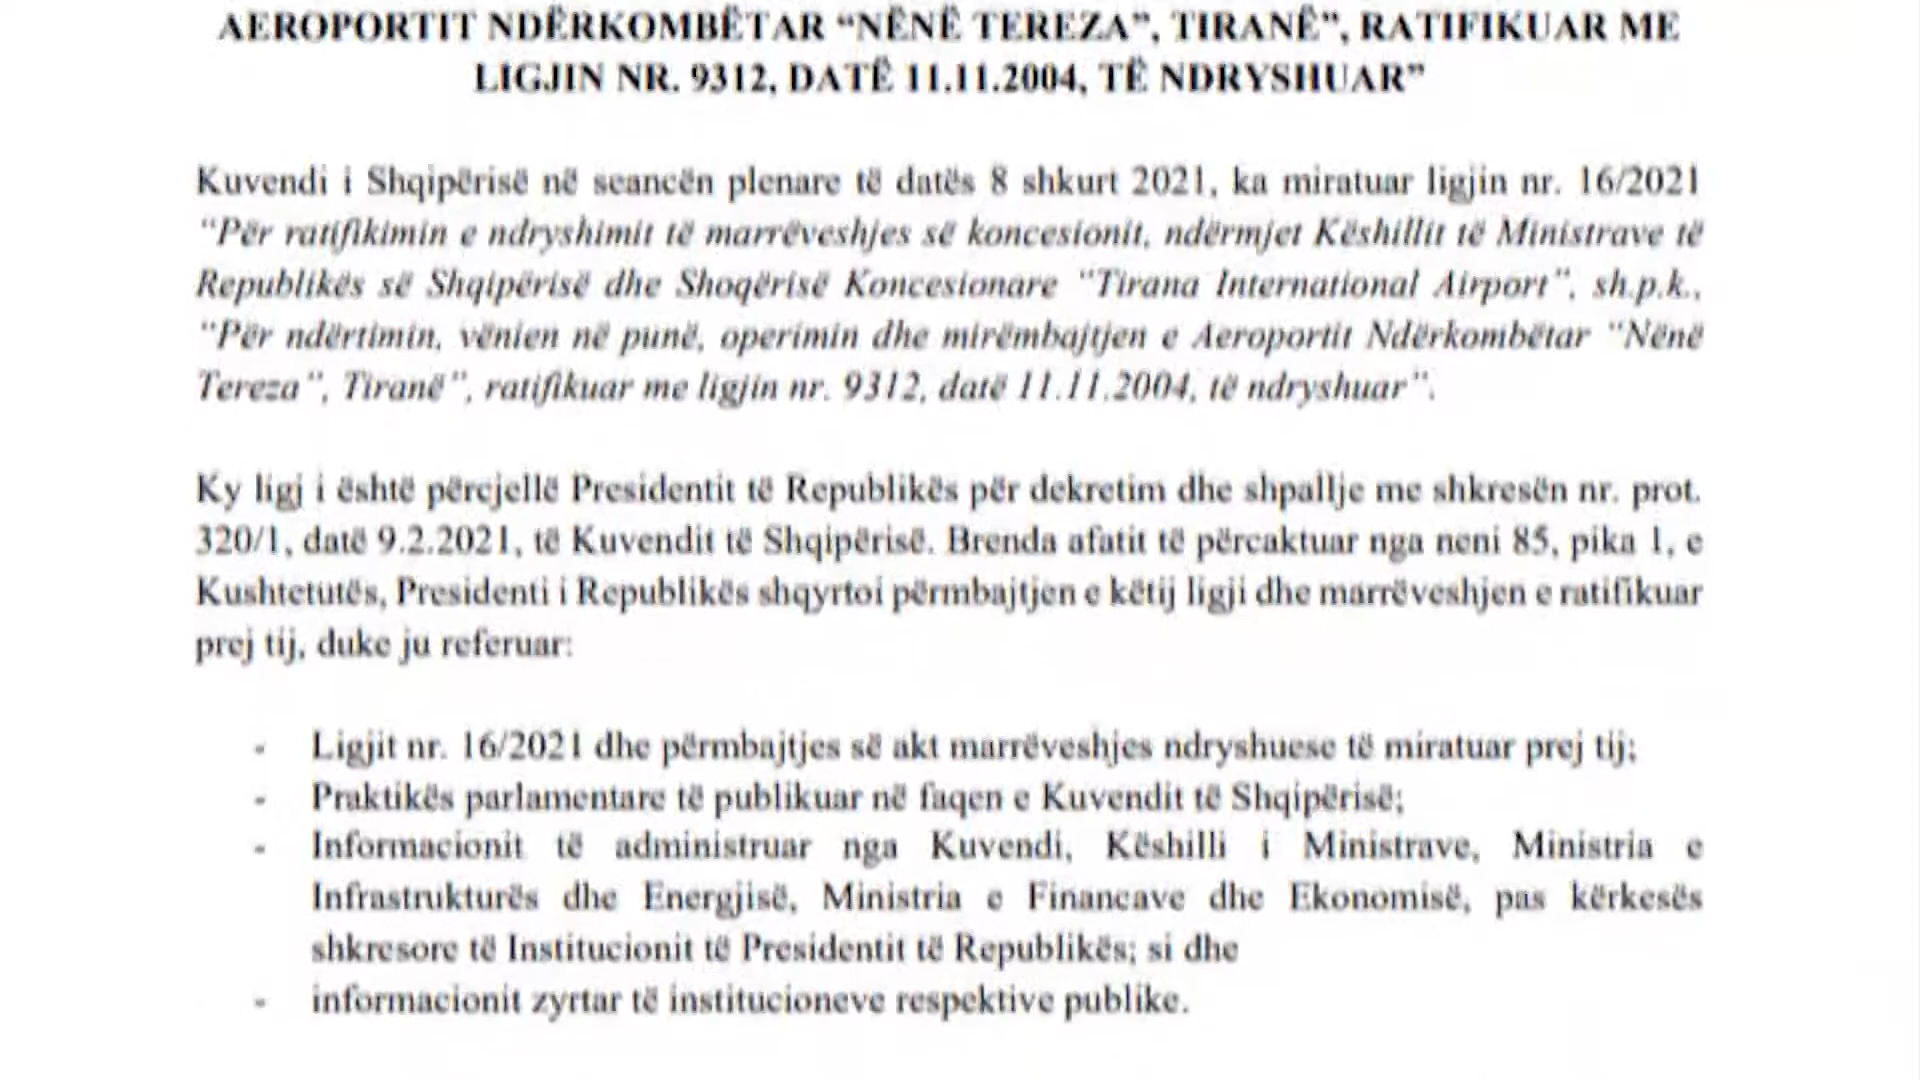 AEROPORTIT NDËRKOMBËTAR “NËNË TEREZA”, TIRANË”, RATIFIKUAR ME
LIGJIN NR. 9312, DATË 11.11.2004, TË NDRYSHUAR”
Kuvendi i Shqipërisë në seancën plenare të datës 8 shkurt 2021, ka miratuar ligjin nr. 16/2021
“Për ratifikimin e ndryshimit të marrëveshjes së koncesionit, ndërmjet Këshillit të Ministrave të
Republikës së Shqipërisë dhe Shoqërisë Koncesionare “Tirana International Airport”, sh.p.k.,
“Për ndërtimin, vënien në punë, operimin dhe mirëmbajtjen e Aeroportit Ndërkombëtar “Nënë
Tereza”, Tiranë”, ratifikuar me ligjin nr. 9312, datë 11.11.2004, të ndryshuar”.
Ky ligj i është përcjellë Presidentit të Republikës për dekretim dhe shpallje me shkresën nr. prot.
320/1, datë 9.2.2021, të Kuvendit të Shqipërisë. Brenda afatit të përcaktuar nga neni 85, pika 1, e
Kushtetutës, Presidenti i Republikës shqyrtoi përmbajtjen e këtij ligji dhe marrëveshjen e ratifikuar
prej tij, duke ju referuar:
- Ligjit nr. 16/2021 dhe përmbajtjes së akt marrëveshjes ndryshuese të miratuar prej tij;
- Praktikës parlamentare të publikuar në faqen e Kuvendit të Shqipërisë;
- Informacionit të administruar nga Kuvendi, Këshilli i Ministrave, Ministria e
Infrastrukturës dhe Energjisë, Ministria e Financave dhe Ekonomisë, pas kërkesës
shkresore të Institucionit të Presidentit të Republikës; si dhe
- informacionit zyrtar të institucioneve respektive publike.